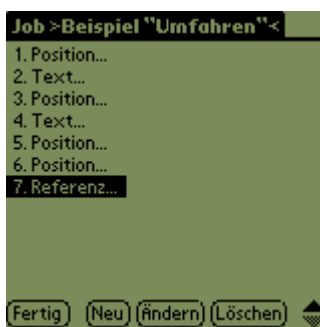 Job >Beispiel "Umfahren"<
1. Position...
2. Text...
3. Position...
4. Text...
5. Position...
6. Position...
7. Referenz...
Fertig Neu Ändern Löschen